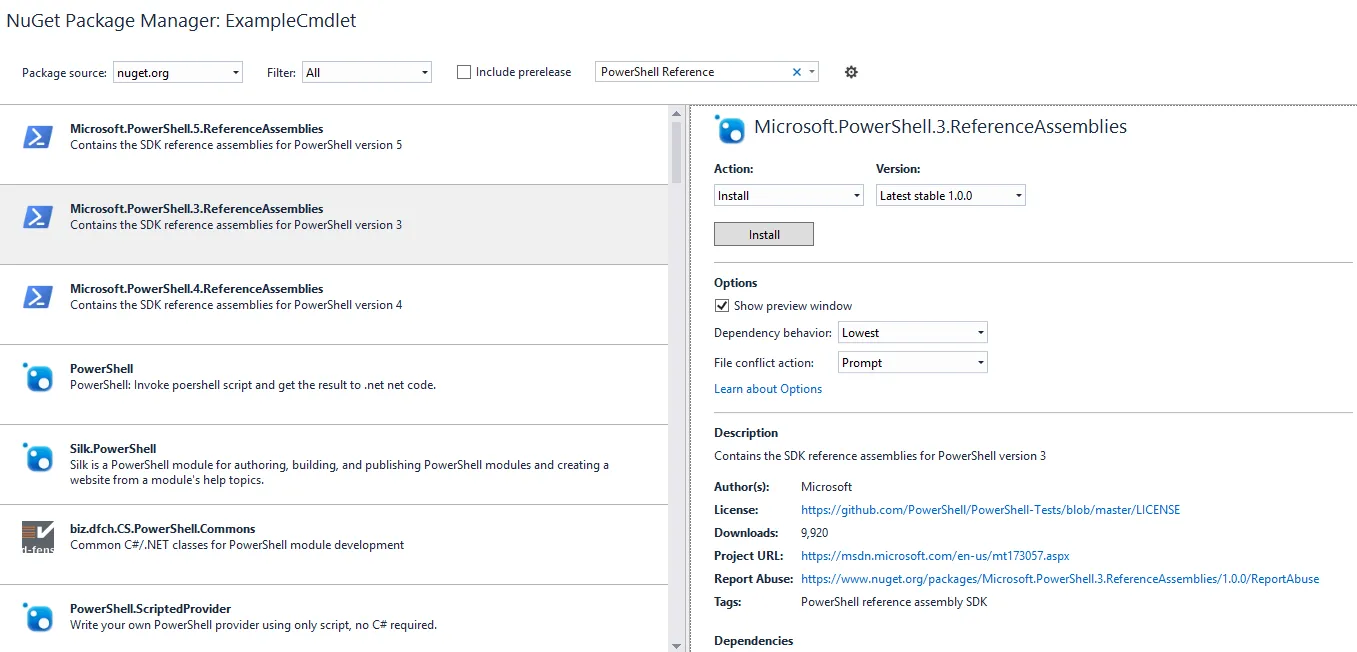 NuGet Package Manager: ExampleCmdlet
Package source: nuget.org Filter: All Include prerelease PowerShell Reference
Microsoft.PowerShell.5.ReferenceAssemblies
Contains the SDK reference assemblies for PowerShell version 5
Microsoft.PowerShell.3.ReferenceAssemblies
Contains the SDK reference assemblies for PowerShell version 3
Microsoft.PowerShell.4.ReferenceAssemblies
Contains the SDK reference assemblies for PowerShell version 4
PowerShell
PowerShell: Invoke poershell script and get the result to .net net code.
Silk.PowerShell
Silk is a PowerShell module for authoring, building, and publishing PowerShell modules and creating a
website from a module's help topics.
d-fens
biz.dfch.CS.PowerShell.Commons
Common C#/.NET classes for PowerShell module development
PowerShell.ScriptedProvider
Write your own PowerShell provider using only script, no C# required.
Microsoft.PowerShell.3.ReferenceAssemblies
Action: Version:
Install Latest stable 1.0.0
Install
Options
Show preview window
Dependency behavior: Lowest
File conflict action: Prompt
Learn about Options
Description
Contains the SDK reference assemblies for PowerShell version 3
Author(s): Microsoft
License: https://github.com/PowerShell/PowerShell-Tests/blob/master/LICENSE
Downloads: 9,920
Project URL: https://msdn.microsoft.com/en-us/mt173057.aspx
Report Abuse: https://www.nuget.org/packages/Microsoft.PowerShell.3.ReferenceAssemblies/1.0.0/ReportAbuse
Tags: PowerShell reference assembly SDK
Dependencies